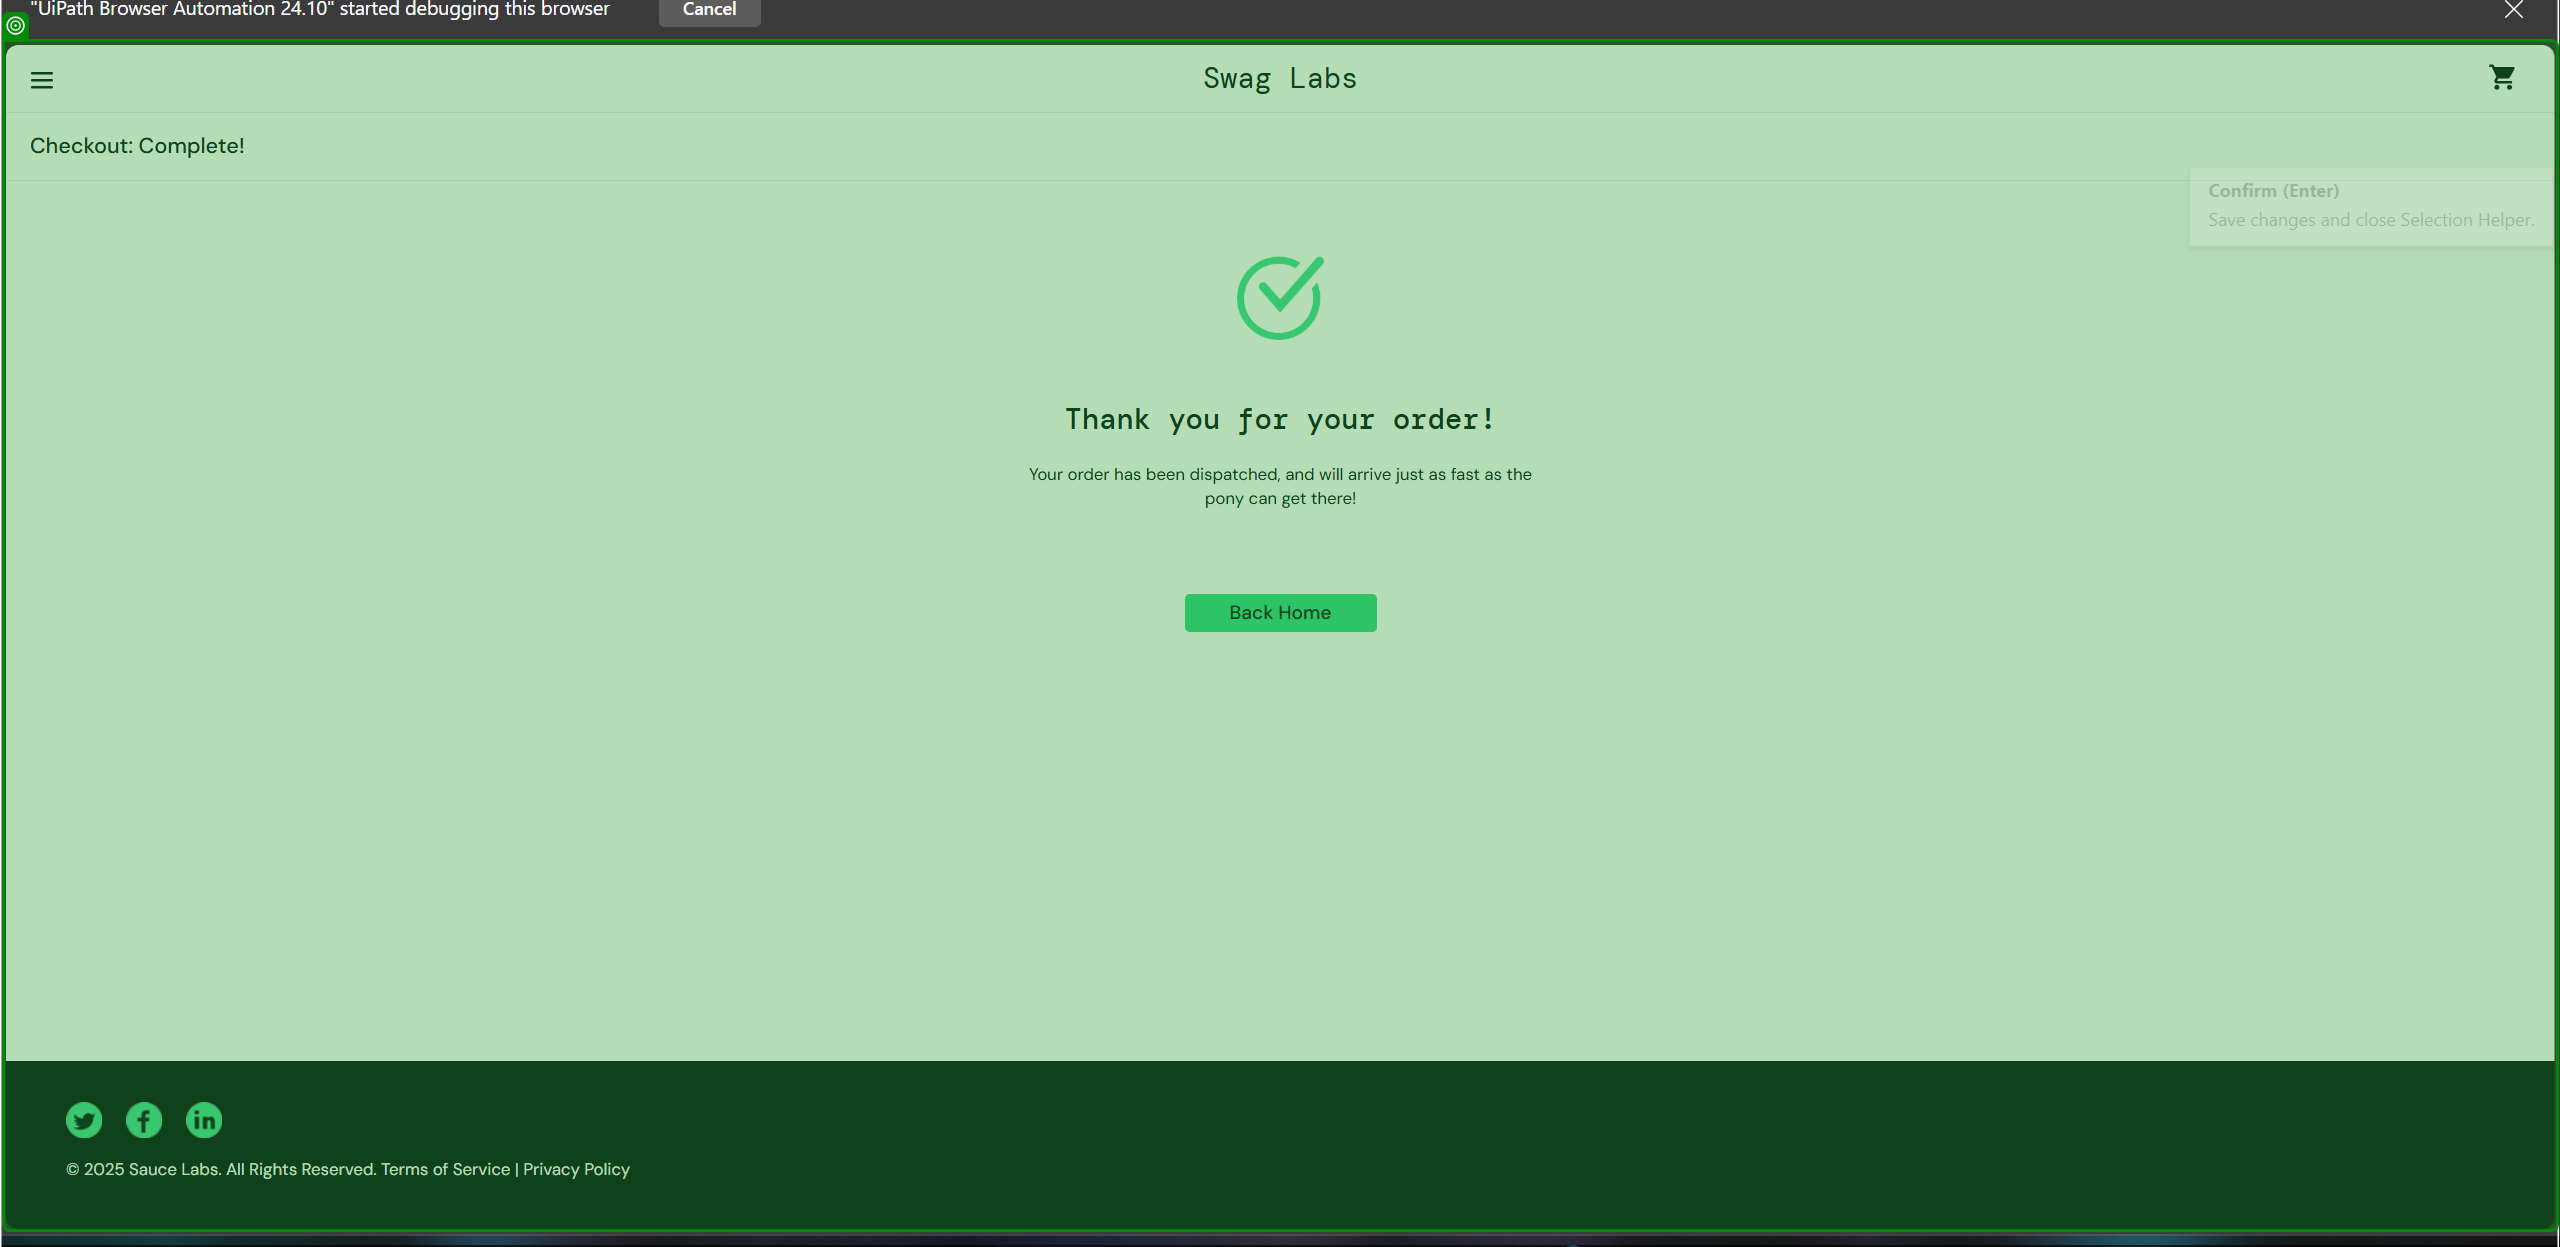 "UiPath Browser Automation 24.10" started debugging this browser
Cancel
Swag Labs
Checkout: Complete!
Confirm (Enter)
Save changes and close Selection Helper.
Thank you for your order!
Your order has been dispatched, and will arrive just as fast as the
pony can get there!
Back Home
© 2025 Sauce Labs. All Rights Reserved. Terms of Service | Privacy Policy